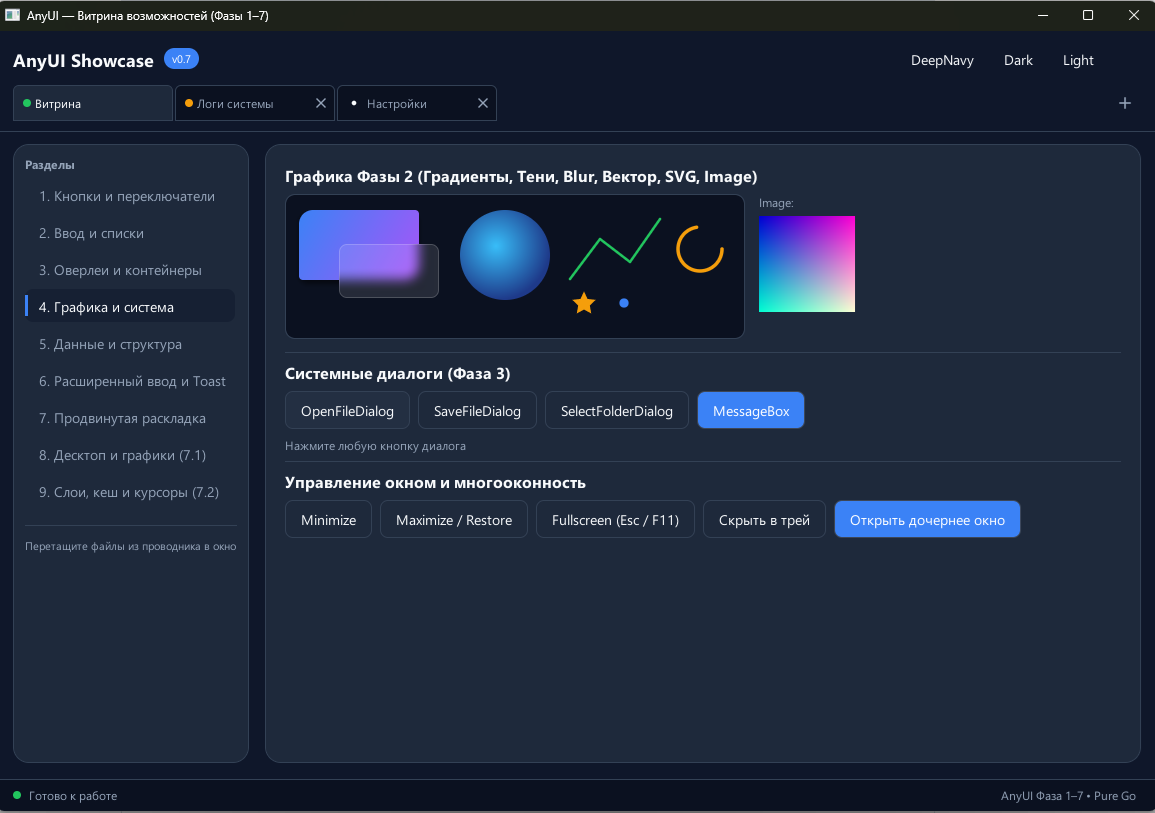 AnyUI — Витрина возможностей (Фазы 1–7)
AnyUI Showcase v0.7
DeepNavy Dark Light
Витрина Логи системы Настройки
Разделы
1. Кнопки и переключатели
2. Ввод и списки
3. Оверлеи и контейнеры
4. Графика и система
5. Данные и структура
6. Расширенный ввод и Toast
7. Продвинутая раскладка
8. Десктоп и графики (7.1)
9. Слои, кеш и курсоры (7.2)
Перетащите файлы из проводника в окно
Графика Фазы 2 (Градиенты, Тени, Blur, Вектор, SVG, Image)
Image:
Системные диалоги (Фаза 3)
OpenFileDialog SaveFileDialog SelectFolderDialog MessageBox
Нажмите любую кнопку диалога
Управление окном и многооконность
Minimize Maximize / Restore Fullscreen (Esc / F11) Скрыть в трей Открыть дочернее окно
Готово к работе
AnyUI Фаза 1–7 • Pure Go